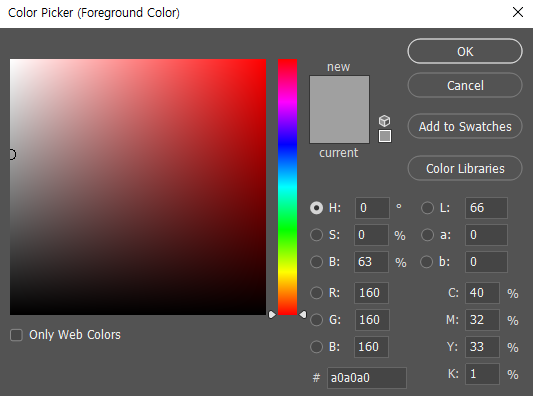 Color Picker (Foreground Color)
new
current
OK
Cancel
Add to Swatches
Color Libraries
H: 0 °
S: 0 %
B: 63 %
R: 160
G: 160
B: 160
# a0a0a0
L: 66
a: 0
b: 0
C: 40 %
M: 32 %
Y: 33 %
K: 1 %
Only Web Colors